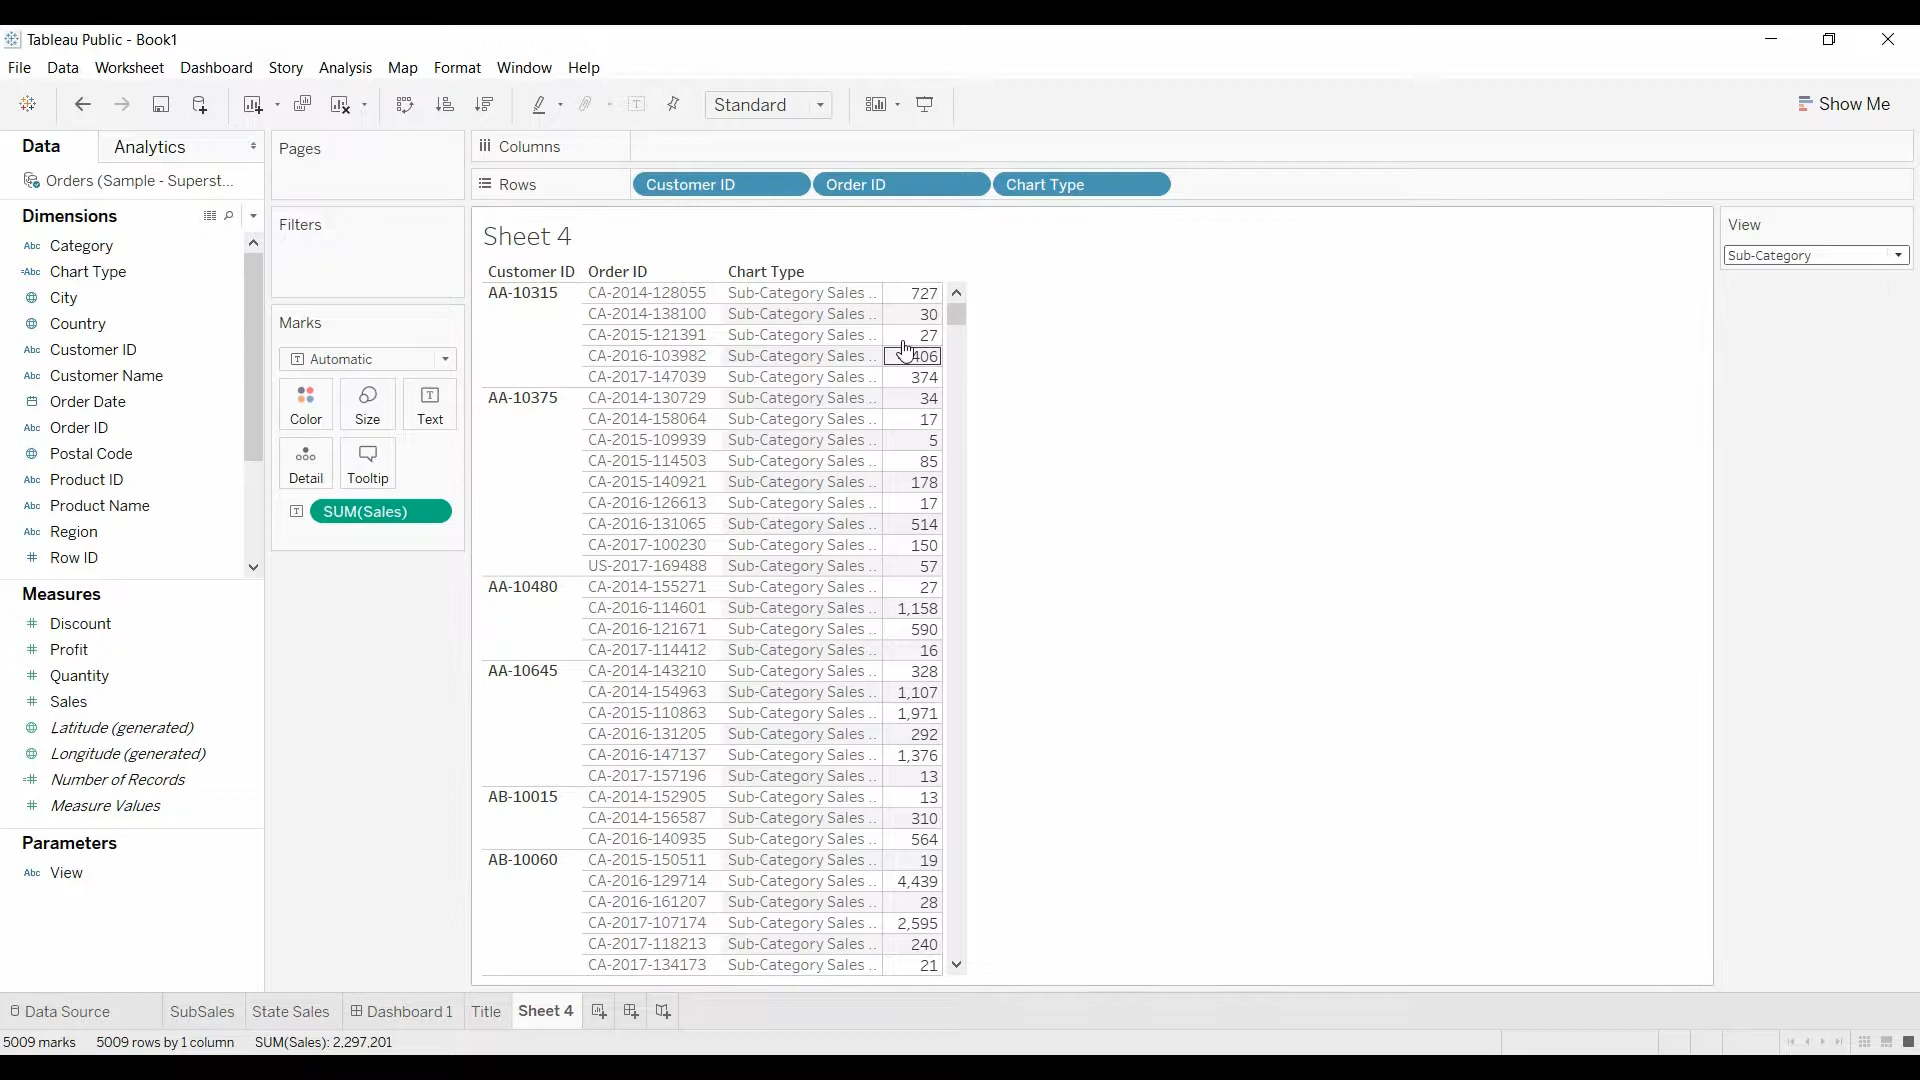 Tableau Public - Book1
File Data Worksheet Dashboard Story Analysis Map Format Window Help
Standard
Show Me
Data Analytics
Orders (Sample - Superst...
Dimensions
Abc Category
=Abc Chart Type
City
Country
Abc Customer ID
Abc Customer Name
Order Date
Abc Order ID
Postal Code
Abc Product ID
Abc Product Name
Abc Region
# Row ID
Measures
# Discount
# Profit
# Quantity
# Sales
Latitude (generated)
Longitude (generated)
=# Number of Records
# Measure Values
Parameters
Abc View
Pages
Filters
Marks
T Automatic
Color Size T Text
Detail Tooltip
T SUM(Sales)
iii Columns
Rows Customer ID Order ID Chart Type
Sheet 4
Customer ID Order ID Chart Type
AA-10315 CA-2014-128055 Sub-Category Sales .. 727
CA-2014-138100 Sub-Category Sales .. 30
CA-2015-121391 Sub-Category Sales .. 27
CA-2016-103982 Sub-Category Sales .. 406
CA-2017-147039 Sub-Category Sales .. 374
AA-10375 CA-2014-130729 Sub-Category Sales .. 34
CA-2014-158064 Sub-Category Sales .. 17
CA-2015-109939 Sub-Category Sales .. 5
CA-2015-114503 Sub-Category Sales .. 85
CA-2015-140921 Sub-Category Sales .. 178
CA-2016-126613 Sub-Category Sales .. 17
CA-2016-131065 Sub-Category Sales .. 514
CA-2017-100230 Sub-Category Sales .. 150
US-2017-169488 Sub-Category Sales .. 57
AA-10480 CA-2014-155271 Sub-Category Sales .. 27
CA-2016-114601 Sub-Category Sales .. 1,158
CA-2016-121671 Sub-Category Sales .. 590
CA-2017-114412 Sub-Category Sales .. 16
AA-10645 CA-2014-143210 Sub-Category Sales .. 328
CA-2014-154963 Sub-Category Sales .. 1,107
CA-2015-110863 Sub-Category Sales .. 1,971
CA-2016-131205 Sub-Category Sales .. 292
CA-2016-147137 Sub-Category Sales .. 1,376
CA-2017-157196 Sub-Category Sales .. 13
AB-10015 CA-2014-152905 Sub-Category Sales .. 13
CA-2014-156587 Sub-Category Sales .. 310
CA-2016-140935 Sub-Category Sales .. 564
AB-10060 CA-2015-150511 Sub-Category Sales .. 19
CA-2016-129714 Sub-Category Sales .. 4,439
CA-2016-161207 Sub-Category Sales .. 28
CA-2017-107174 Sub-Category Sales .. 2,595
CA-2017-118213 Sub-Category Sales .. 240
CA-2017-134173 Sub-Category Sales .. 21
View
Sub-Category
Data Source SubSales State Sales Dashboard 1 Title Sheet 4
5009 marks 5009 rows by 1 column SUM(Sales): 2,297,201